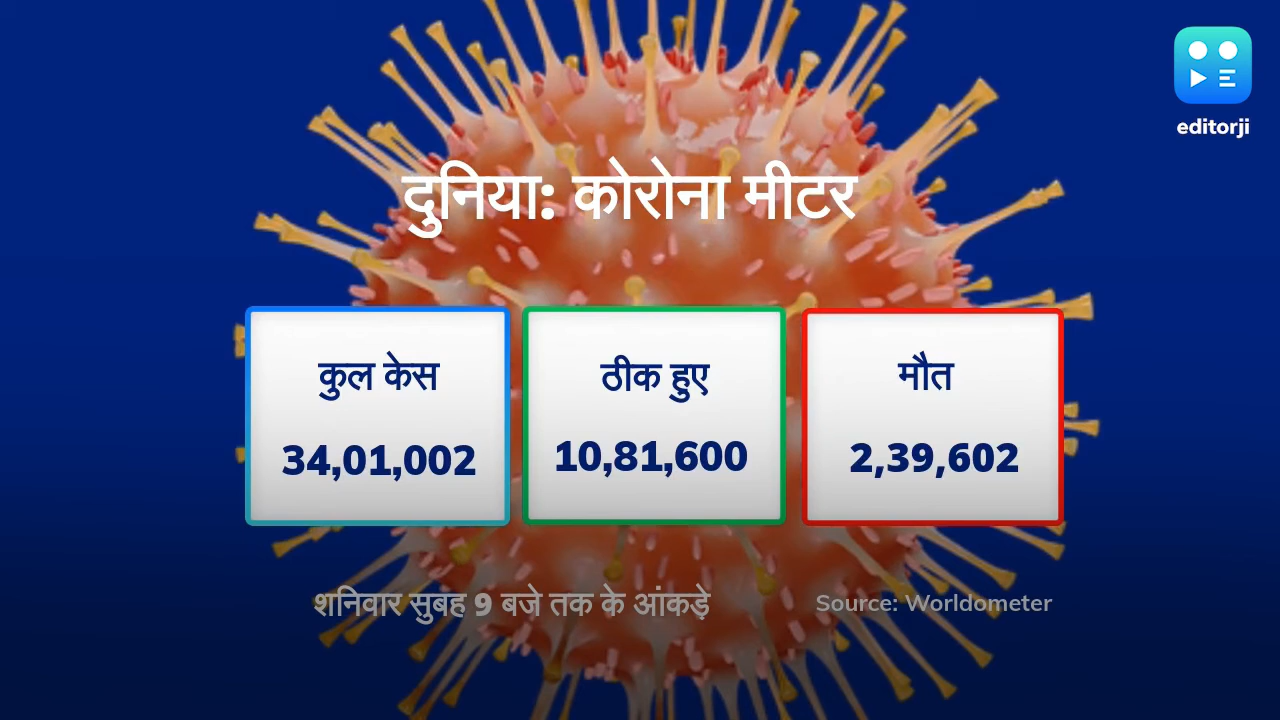 editorji
दुनिया: कोरोना मीटर
कुल केस
34,01,002
ठीक हुए
10,81,600
मौत
2,39,602
शनिवार सुबह 9 बजे तक के आंकड़े
Source: Worldometer